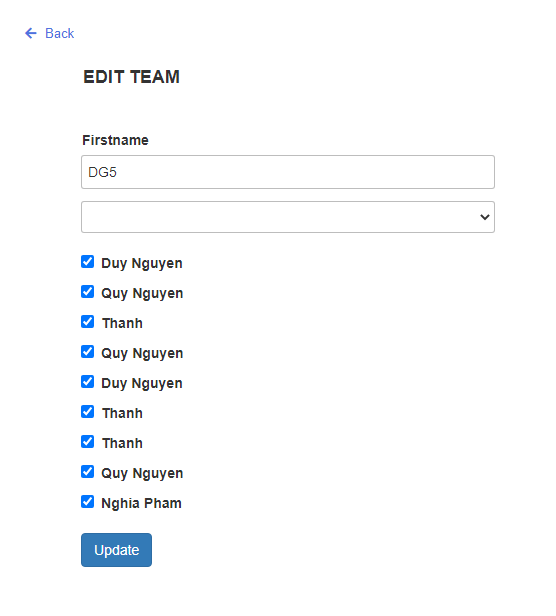 Back
EDIT TEAM
Firstname
DG5
Duy Nguyen
Quy Nguyen
Thanh
Quy Nguyen
Duy Nguyen
Thanh
Thanh
Quy Nguyen
Nghia Pham
Update